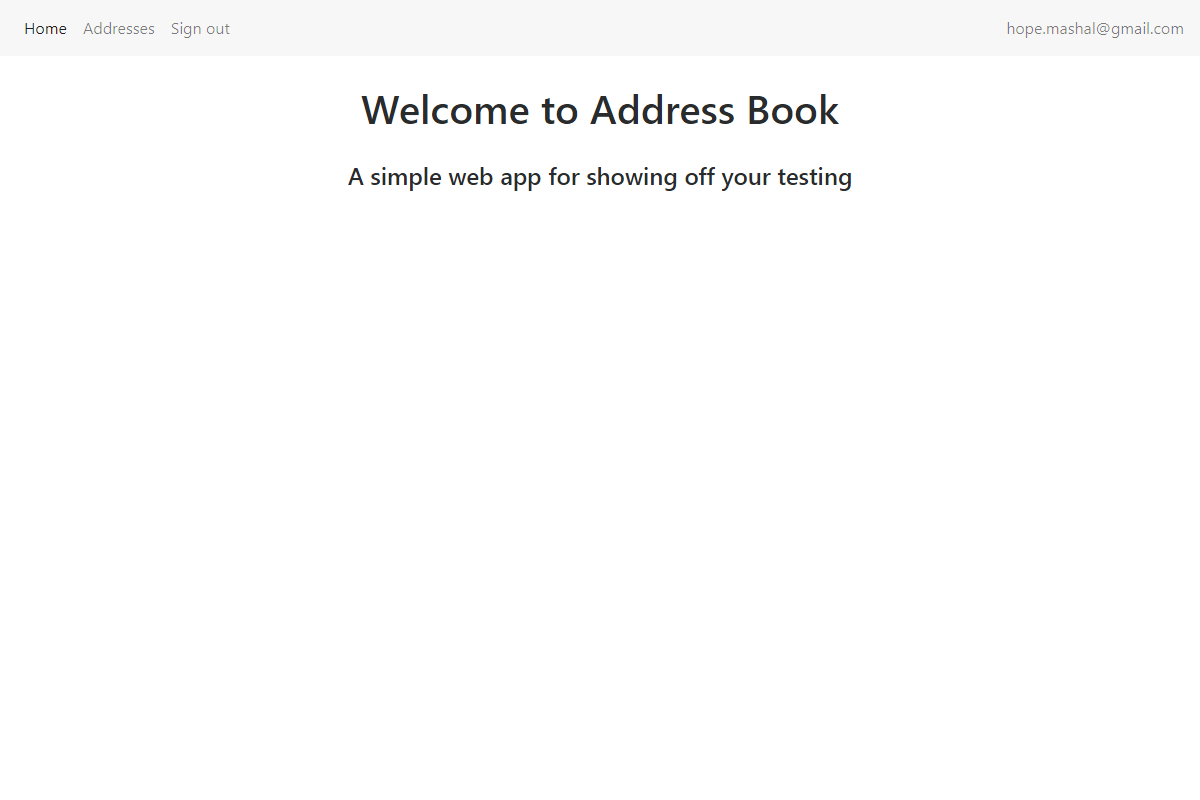 Home Addresses Sign out hope.mashal@gmail.com
Welcome to Address Book
A simple web app for showing off your testing